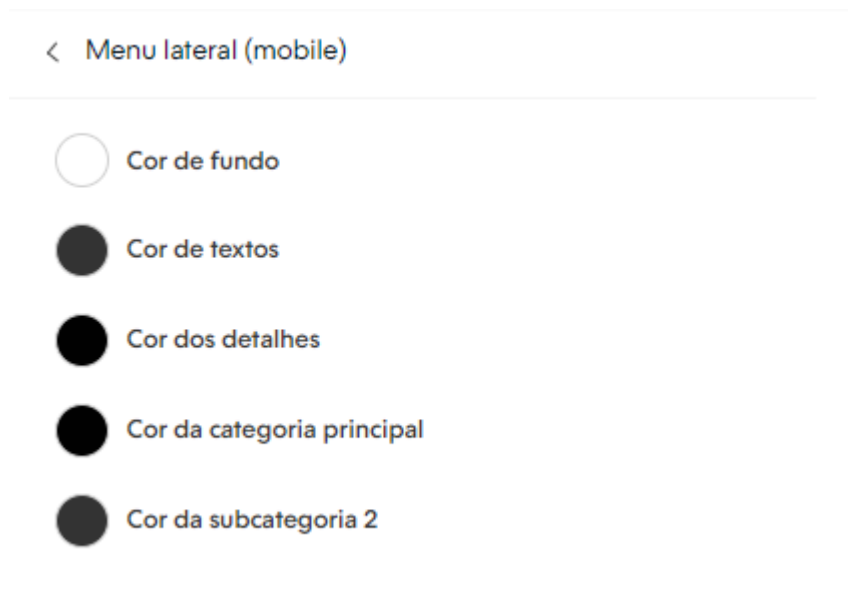 Menu lateral (mobile)
Cor de fundo
Cor de textos
Cor dos detalhes
Cor da categoria principal
Cor da subcategoria 2